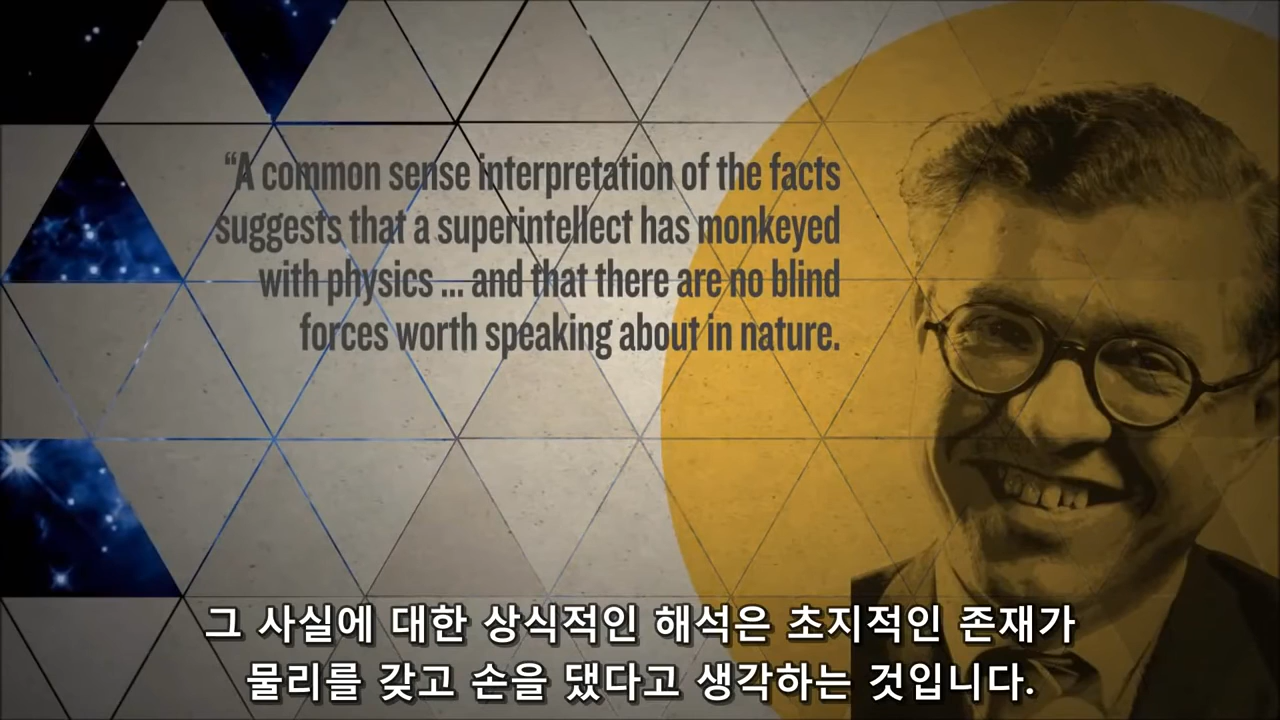 “A common sense interpretation of the facts
suggests that a superintellect has monkeyed
with physics ... and that there are no blind
forces worth speaking about in nature.
그 사실에 대한 상식적인 해석은 초지적인 존재가
물리를 갖고 손을 댔다고 생각하는 것입니다.